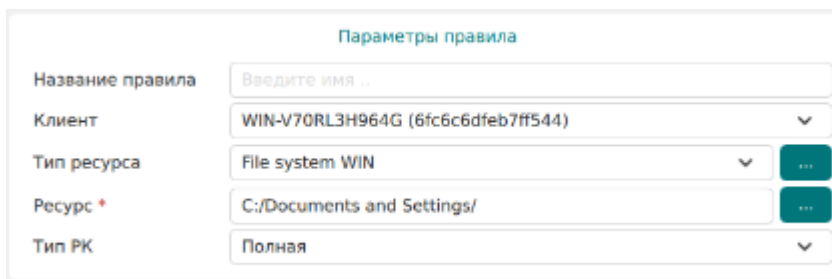 Параметры правила
Название правила Введите имя ..
Клиент WIN-V70RL3H964G (6fc6c6dfeb7ff544)
Тип ресурса File system WIN ...
Ресурс * C:/Documents and Settings/ ...
Тип РК Полная